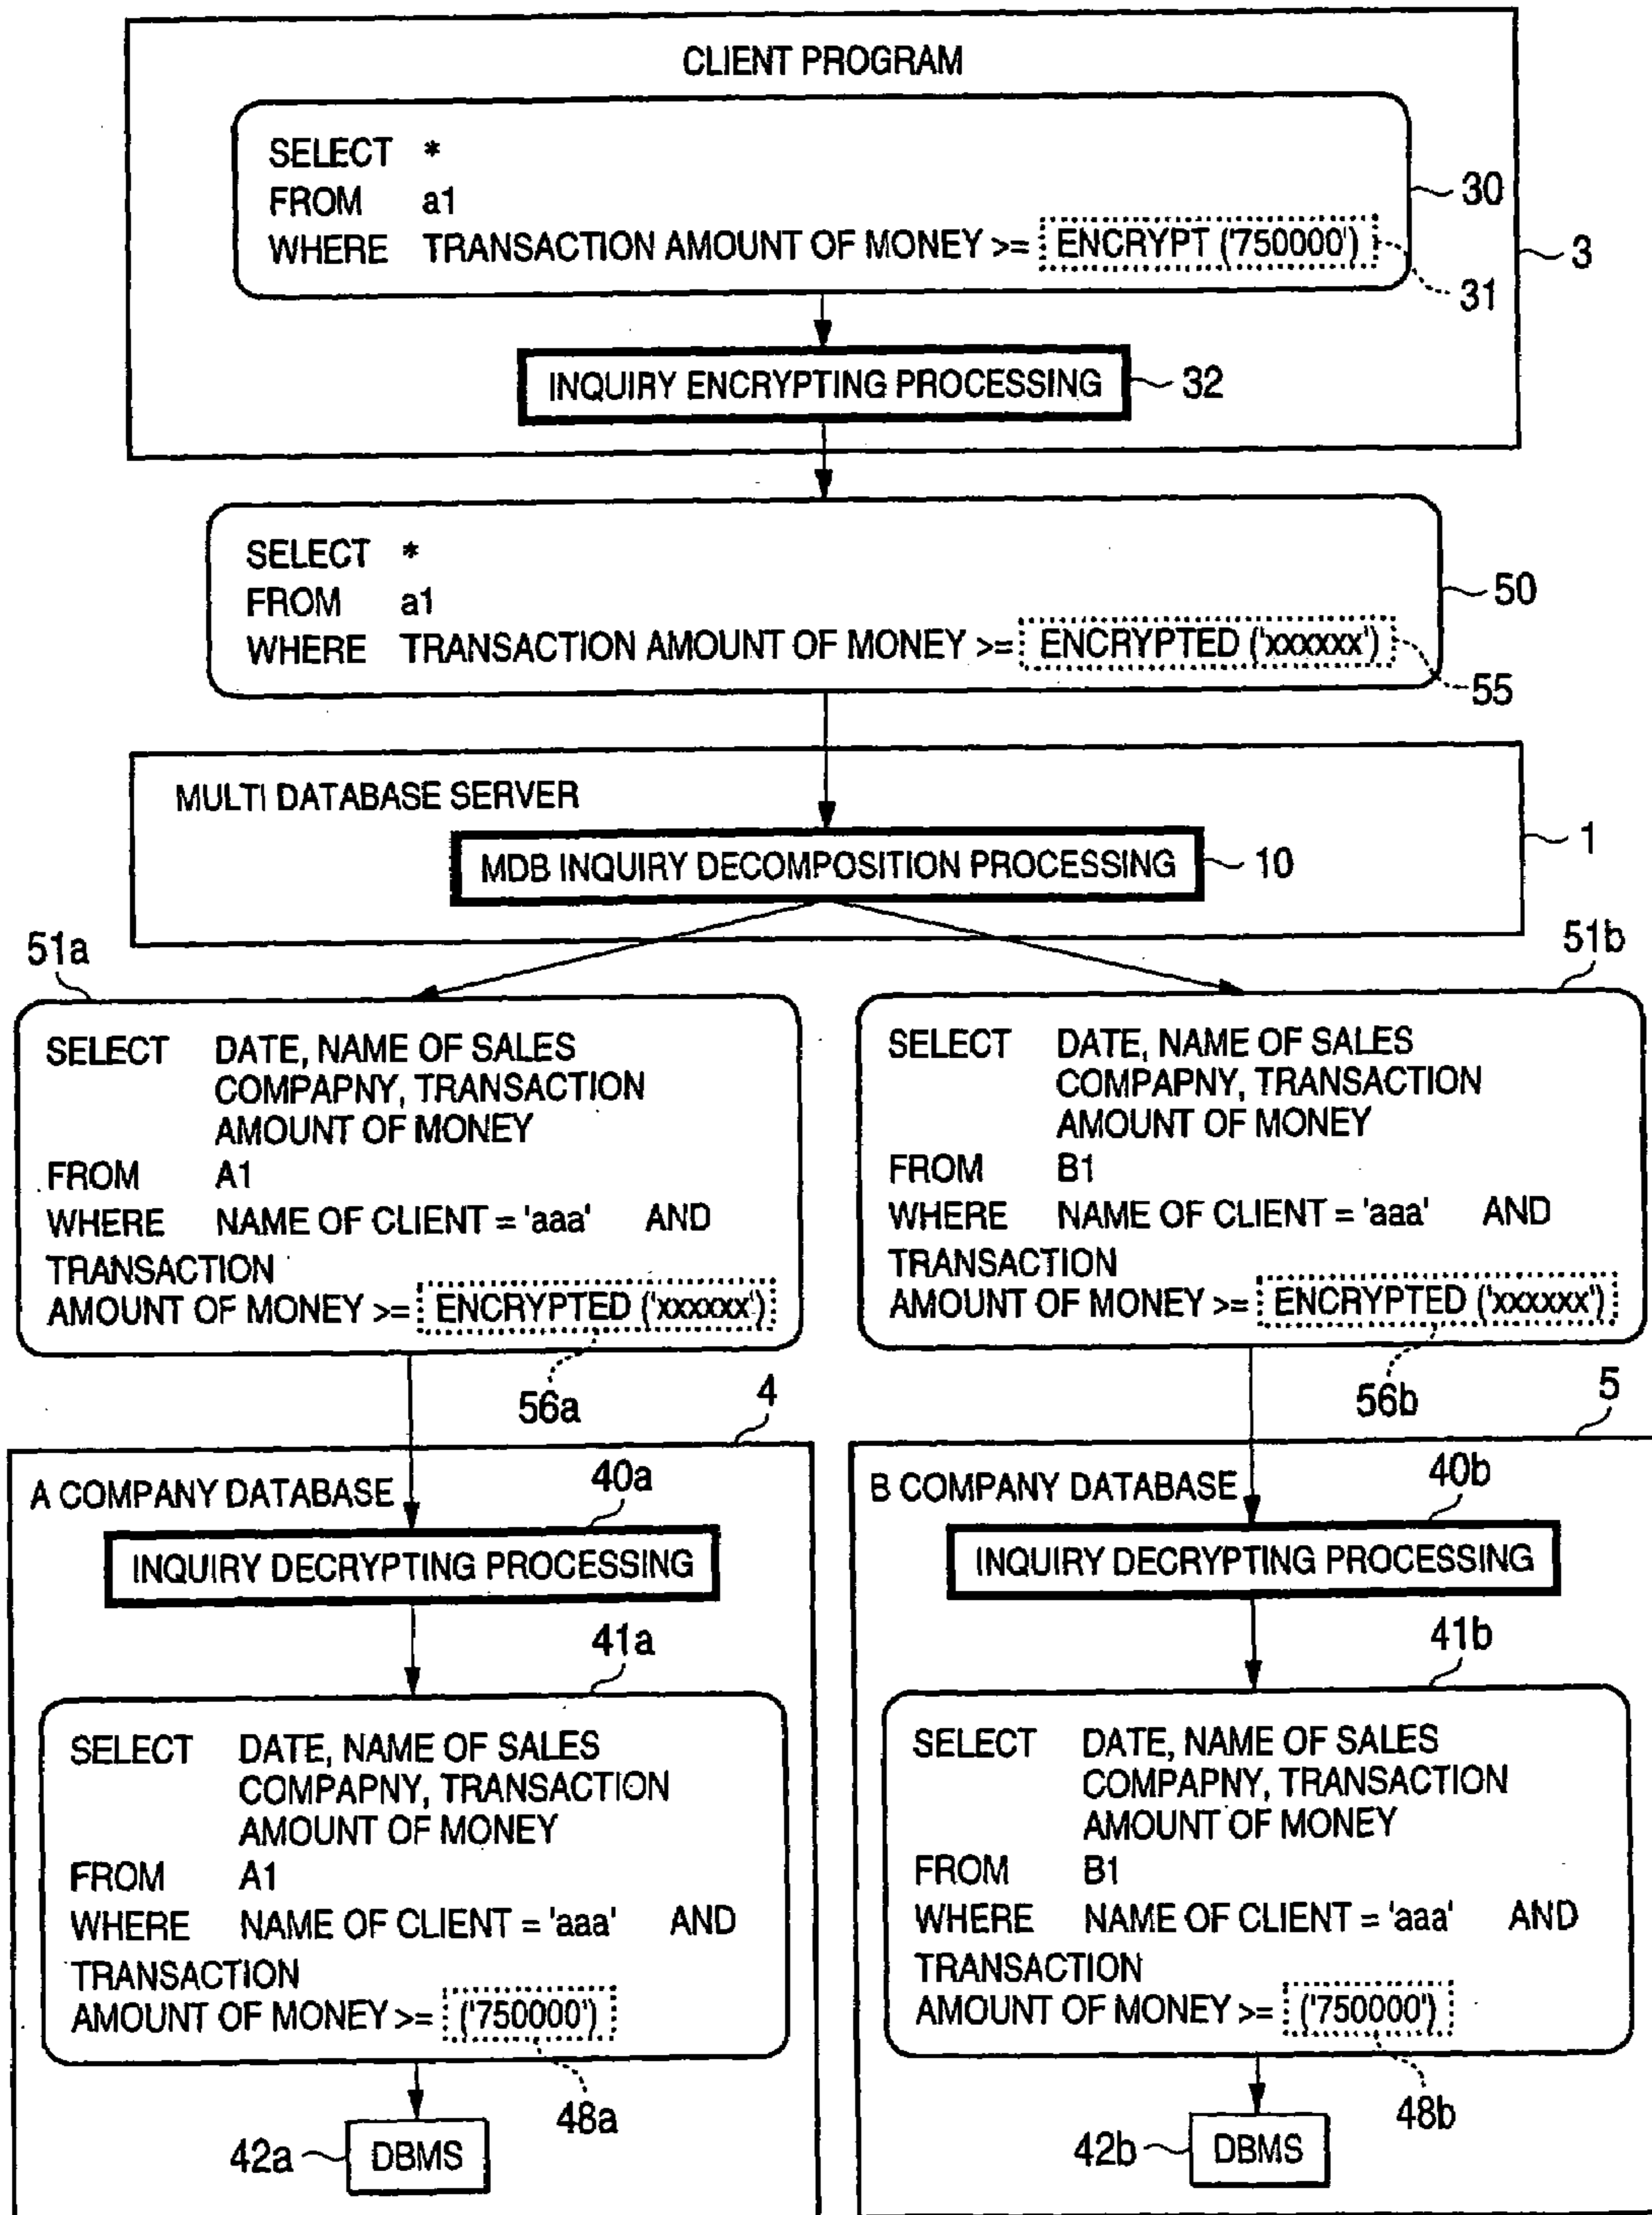 CLIENT PROGRAM
SELECT *
FROM a1
WHERE TRANSACTION AMOUNT OF MONEY >= ENCRYPT ('750000')
30
31
3
INQUIRY ENCRYPTING PROCESSING
32
SELECT *
FROM a1
WHERE TRANSACTION AMOUNT OF MONEY >= ENCRYPTED ('xxxxxx')
50
55
MULTI DATABASE SERVER
MDB INQUIRY DECOMPOSITION PROCESSING
10
1
51a
SELECT DATE, NAME OF SALES
COMPAPNY, TRANSACTION
AMOUNT OF MONEY
FROM A1
WHERE NAME OF CLIENT = 'aaa' AND
TRANSACTION
AMOUNT OF MONEY >= ENCRYPTED ('xxxxxx')
56a
51b
SELECT DATE, NAME OF SALES
COMPAPNY, TRANSACTION
AMOUNT OF MONEY
FROM B1
WHERE NAME OF CLIENT = 'aaa' AND
TRANSACTION
AMOUNT OF MONEY >= ENCRYPTED ('xxxxxx')
56b
4
A COMPANY DATABASE
40a
INQUIRY DECRYPTING PROCESSING
41a
SELECT DATE, NAME OF SALES
COMPAPNY, TRANSACTION
AMOUNT OF MONEY
FROM A1
WHERE NAME OF CLIENT = 'aaa' AND
TRANSACTION
AMOUNT OF MONEY >= ('750000')
48a
42a
DBMS
5
B COMPANY DATABASE
40b
INQUIRY DECRYPTING PROCESSING
41b
SELECT DATE, NAME OF SALES
COMPAPNY, TRANSACTION
AMOUNT OF MONEY
FROM B1
WHERE NAME OF CLIENT = 'aaa' AND
TRANSACTION
AMOUNT OF MONEY >= ('750000')
48b
42b
DBMS